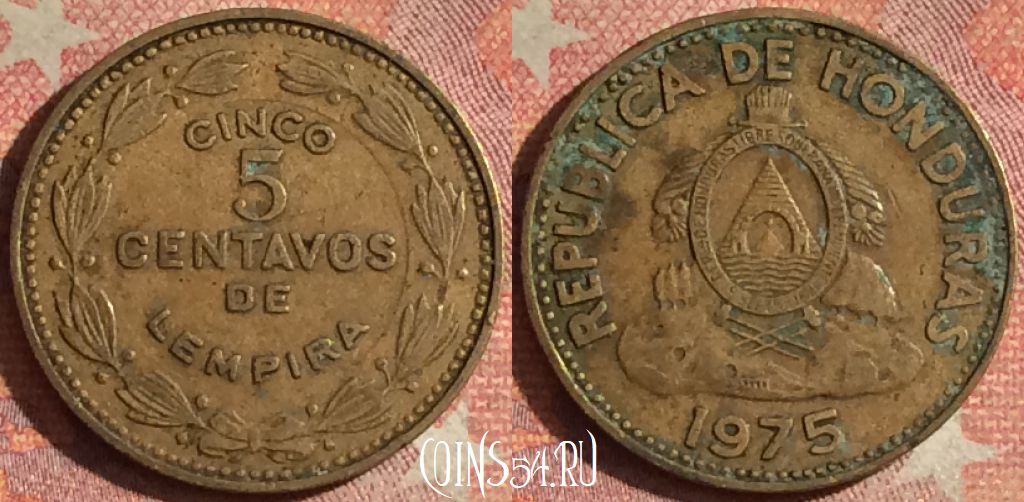 CINCO
5
CENTAVOS
DE
LEMPIRA
REPUBLICA DE HONDURAS
1975
COINS54.RU